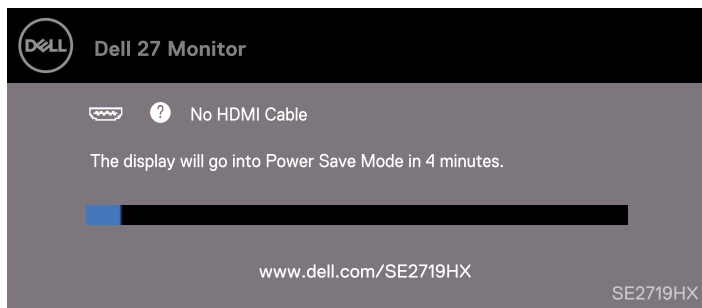 DELL
Dell 27 Monitor
? No HDMI Cable
The display will go into Power Save Mode in 4 minutes.
www.dell.com/SE2719HX
SE2719HX